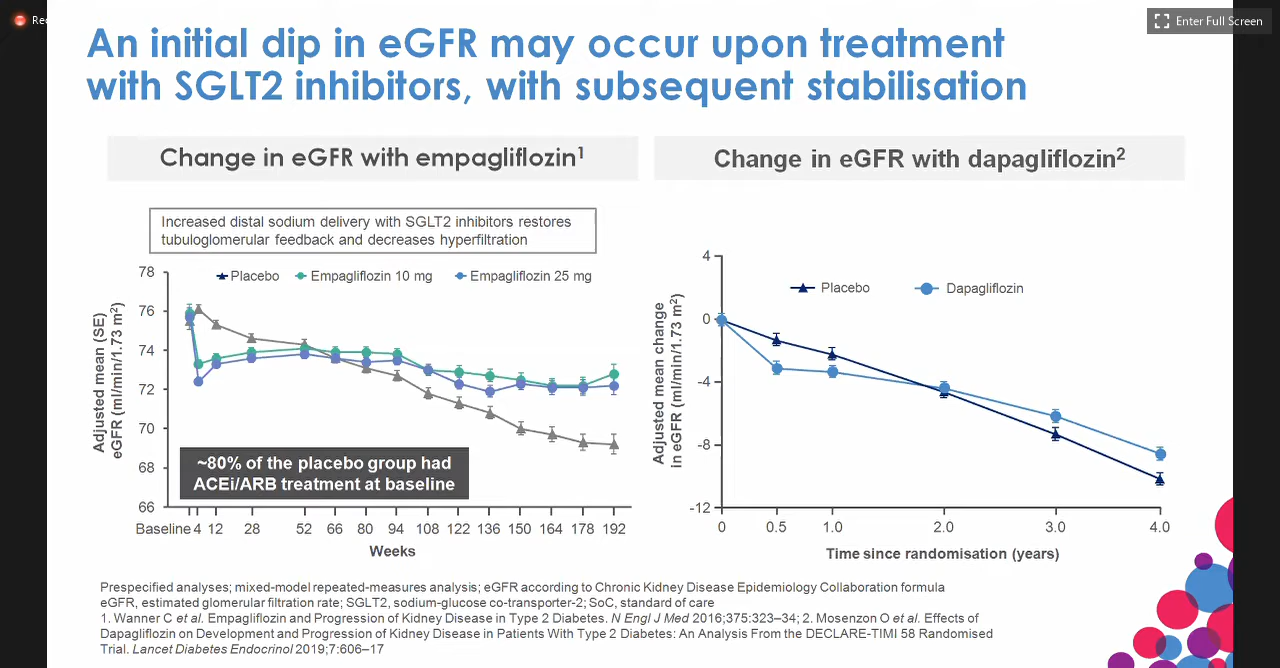 Rec
Enter Full Screen
An initial dip in eGFR may occur upon treatment
with SGLT2 inhibitors, with subsequent stabilisation
Change in eGFR with empagliflozin1
Increased distal sodium delivery with SGLT2 inhibitors restores
tubuloglomerular feedback and decreases hyperfiltration
Placebo Empagliflozin 10 mg Empagliflozin 25 mg
Adjusted mean (SE)
eGFR (ml/min/1.73 m2)
78
76
74
72
70
68
66
~80% of the placebo group had
ACEi/ARB treatment at baseline
Baseline 4 12 28 52 66 80 94 108 122 136 150 164 178 192
Weeks
Change in eGFR with dapagliflozin2
Placebo Dapagliflozin
Adjusted mean change
in eGFR (ml/min/1.73 m2)
4
0
-4
-8
-12
0 0.5 1.0 2.0 3.0 4.0
Time since randomisation (years)
Prespecified analyses; mixed-model repeated-measures analysis; eGFR according to Chronic Kidney Disease Epidemiology Collaboration formula
eGFR, estimated glomerular filtration rate; SGLT2, sodium-glucose co-transporter-2; SoC, standard of care
1. Wanner C et al. Empagliflozin and Progression of Kidney Disease in Type 2 Diabetes. N Engl J Med 2016;375:323–34; 2. Mosenzon O et al. Effects of
Dapagliflozin on Development and Progression of Kidney Disease in Patients With Type 2 Diabetes: An Analysis From the DECLARE-TIMI 58 Randomised
Trial. Lancet Diabetes Endocrinol 2019;7:606–17